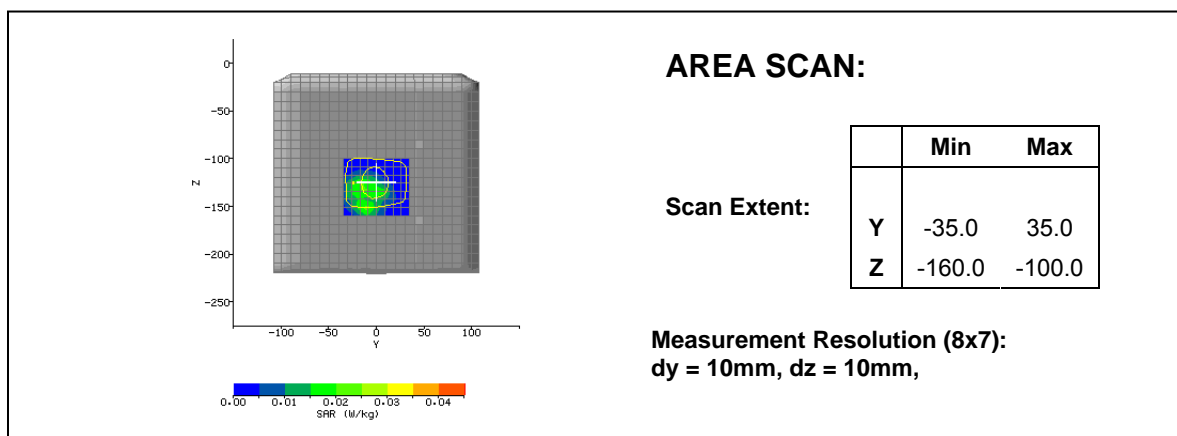 0
-50
-100
-150
-200
-250
Z
-100 -50 0 50 100
Y
0.00 0.01 0.02 0.03 0.04
SAR (W/kg)
AREA SCAN:
Min Max
Scan Extent:
Y -35.0 35.0
Z -160.0 -100.0
Measurement Resolution (8x7):
dy = 10mm, dz = 10mm,